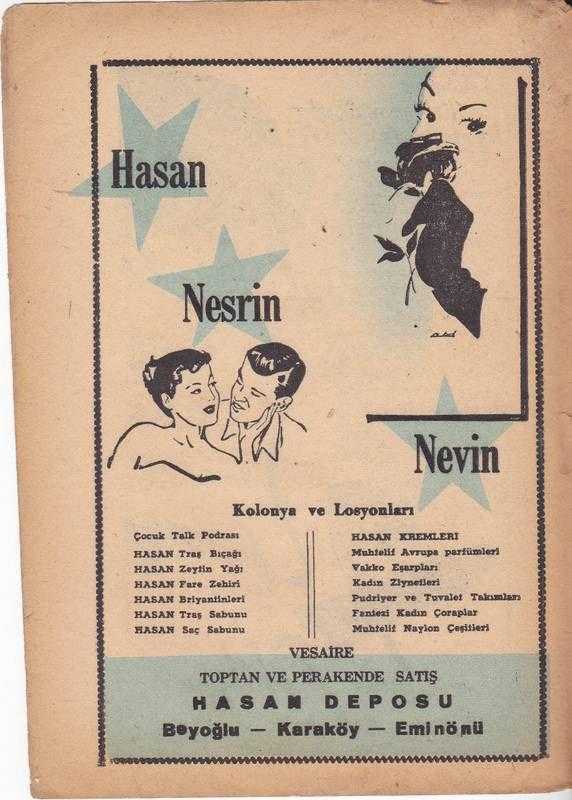 Hasan
Nesrin
Nevin
Kolonya ve Losyonları
Çocuk Talk Podrası
HASAN Traş Bıçağı
HASAN Zeytin Yağı
HASAN Fare Zehiri
HASAN Briyantinleri
HASAN Traş Sabunu
HASAN Saç Sabunu
HASAN KREMLERI
Muhtelif Avrupa parfümleri
Vakko Eşarpları
Kadın Ziynetleri
Pudriyer ve Tuvalet Takımları
Fantezi Kadın Çoraplar
Muhtelif Naylon Çeşitleri
VESAİRE
TOPTAN VE PERAKENDE SATIŞ
HASAN DEPOSU
Beyoğlu — Karaköy — Eminönü